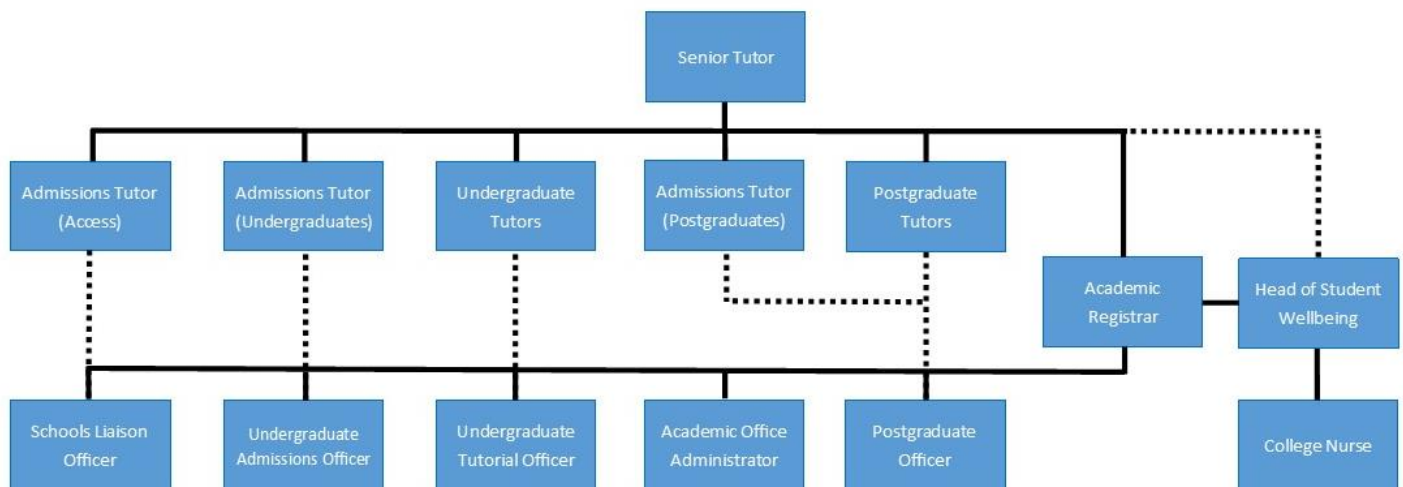 Senior Tutor
Admissions Tutor
(Access)
Admissions Tutor
(Undergraduates)
Undergraduate
Tutors
Admissions Tutor
(Postgraduates)
Postgraduate
Tutors
Academic
Registrar
Head of Student
Wellbeing
Schools Liaison
Officer
Undergraduate
Admissions Officer
Undergraduate
Tutorial Officer
Academic Office
Administrator
Postgraduate
Officer
College Nurse